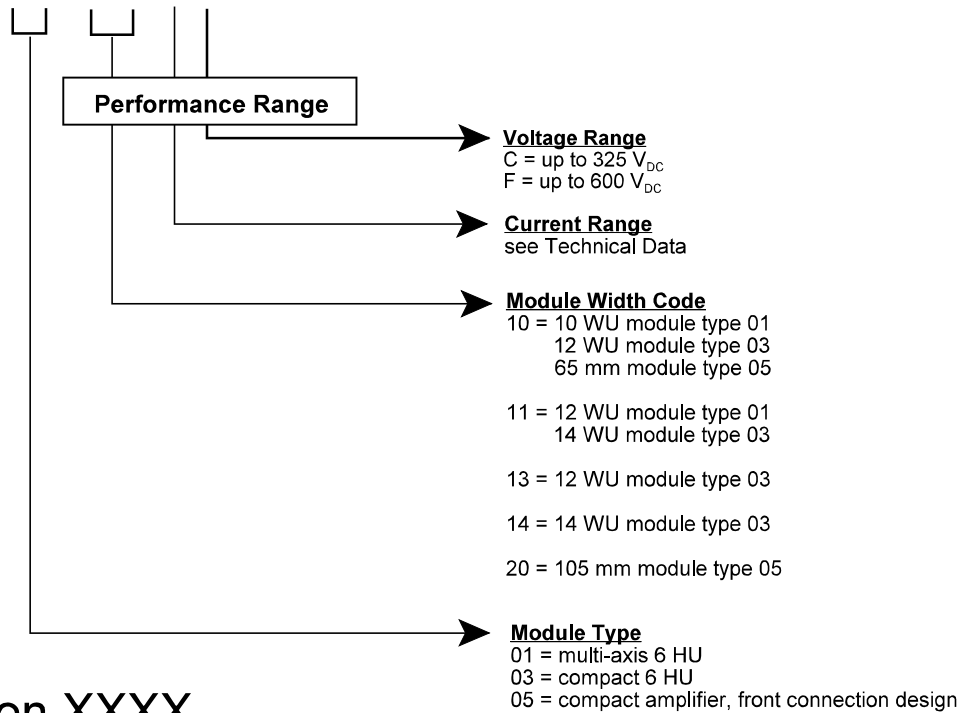 Performance Range
Voltage Range
C = up to 325 VDC
F = up to 600 VDC
Current Range
see Technical Data
Module Width Code
10 = 10 WU module type 01
12 WU module type 03
65 mm module type 05
11 = 12 WU module type 01
14 WU module type 03
13 = 12 WU module type 03
14 = 14 WU module type 03
20 = 105 mm module type 05
Module Type
01 = multi-axis 6 HU
03 = compact 6 HU
05 = compact amplifier, front connection design
XXXX